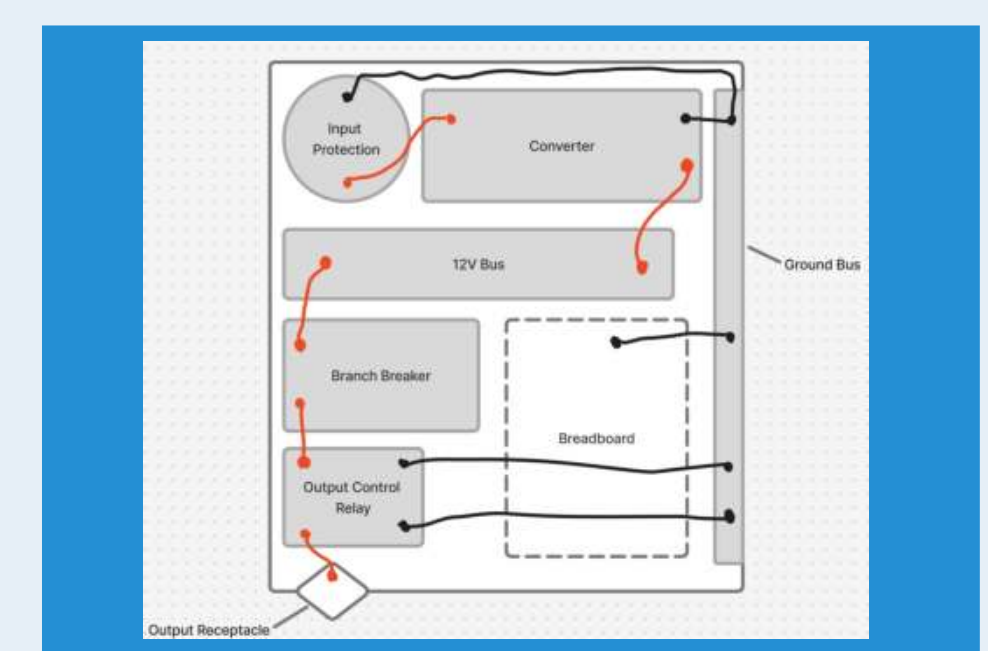 Input
Protection
Converter
12V Bus
Ground Bus
Branch Breaker
Breadboard
Output Control
Relay
Output Receptacle